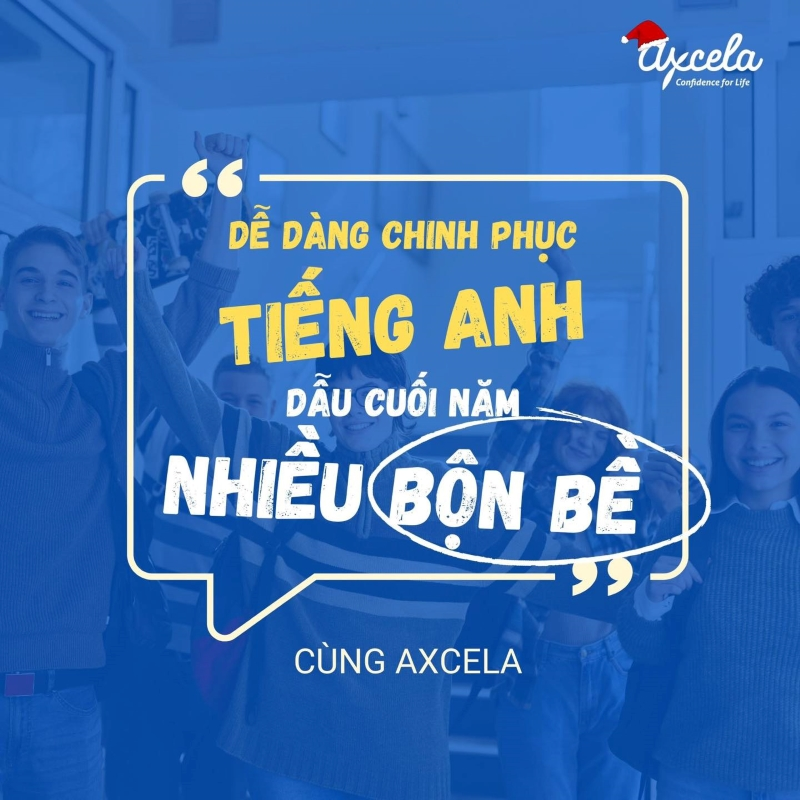 axcela
Confidence for Life
“
DỄ DÀNG CHINH PHỤC
TIẾNG ANH
DẪU CUỐI NĂM
NHIỀU BỘN BỀ
”
CÙNG AXCELA